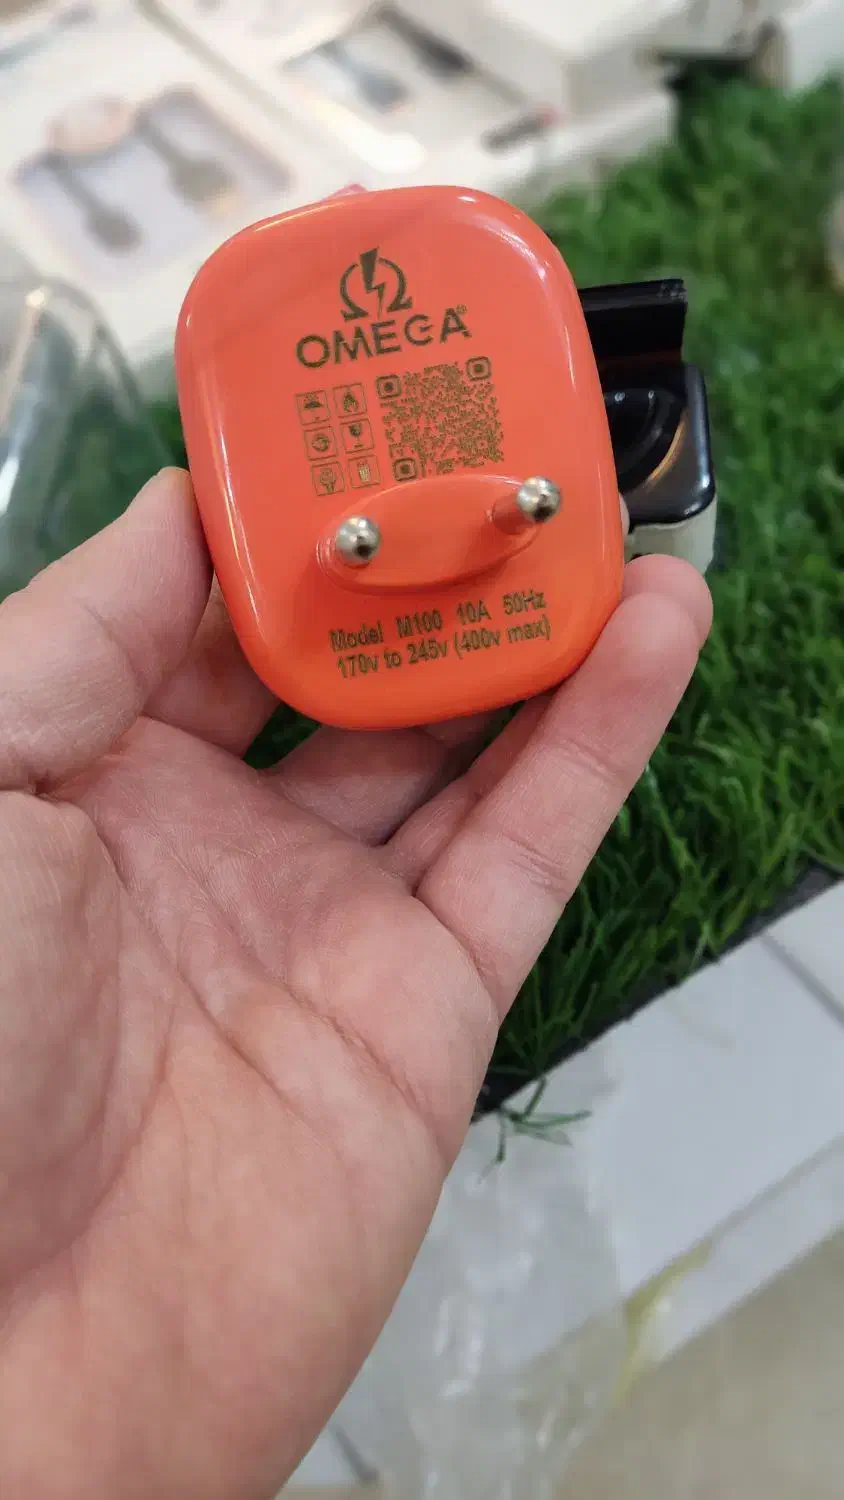 OMEGA®
Model M100 10A 50Hz
170v to 245v (400v max)